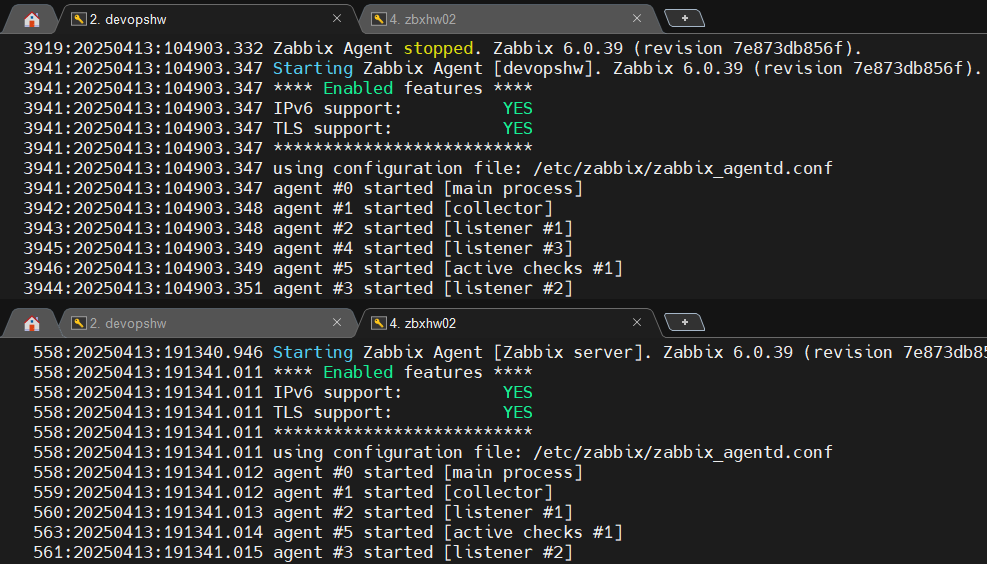 2. devopshw × 4. zbxhw02 × +
3919:20250413:104903.332 Zabbix Agent stopped. Zabbix 6.0.39 (revision 7e873db856f).
3941:20250413:104903.347 Starting Zabbix Agent [devopshw]. Zabbix 6.0.39 (revision 7e873db856f).
3941:20250413:104903.347 **** Enabled features ****
3941:20250413:104903.347 IPv6 support:          YES
3941:20250413:104903.347 TLS support:           YES
3941:20250413:104903.347 **************************
3941:20250413:104903.347 using configuration file: /etc/zabbix/zabbix_agentd.conf
3941:20250413:104903.347 agent #0 started [main process]
3942:20250413:104903.348 agent #1 started [collector]
3943:20250413:104903.348 agent #2 started [listener #1]
3945:20250413:104903.349 agent #4 started [listener #3]
3946:20250413:104903.349 agent #5 started [active checks #1]
3944:20250413:104903.351 agent #3 started [listener #2]
2. devopshw × 4. zbxhw02 × +
558:20250413:191340.946 Starting Zabbix Agent [Zabbix server]. Zabbix 6.0.39 (revision 7e873db85
558:20250413:191341.011 **** Enabled features ****
558:20250413:191341.011 IPv6 support:          YES
558:20250413:191341.011 TLS support:           YES
558:20250413:191341.011 **************************
558:20250413:191341.011 using configuration file: /etc/zabbix/zabbix_agentd.conf
558:20250413:191341.012 agent #0 started [main process]
559:20250413:191341.012 agent #1 started [collector]
560:20250413:191341.013 agent #2 started [listener #1]
563:20250413:191341.014 agent #5 started [active checks #1]
561:20250413:191341.015 agent #3 started [listener #2]